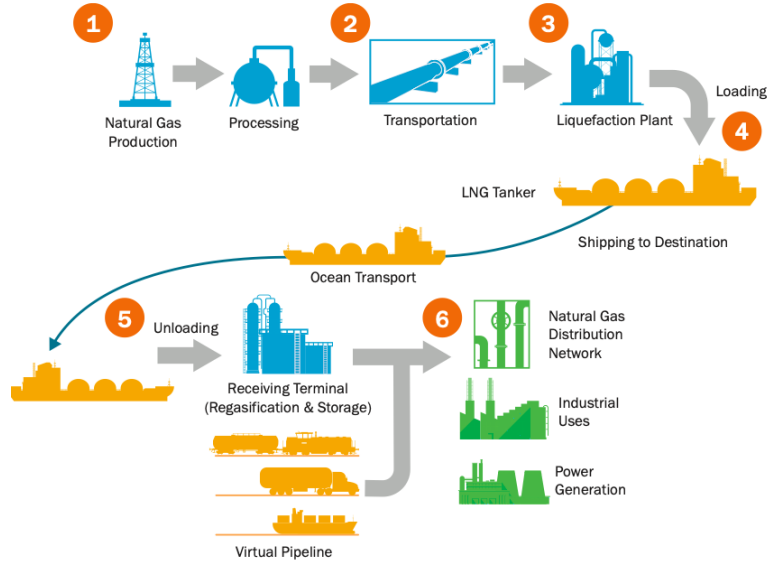 1
2
3
Natural Gas
Production
Processing
Transportation
Liquefaction Plant
Loading
4
LNG Tanker
Shipping to Destination
Ocean Transport
5
Unloading
Receiving Terminal
(Regasification & Storage)
6
Natural Gas
Distribution
Network
Industrial
Uses
Power
Generation
Virtual Pipeline